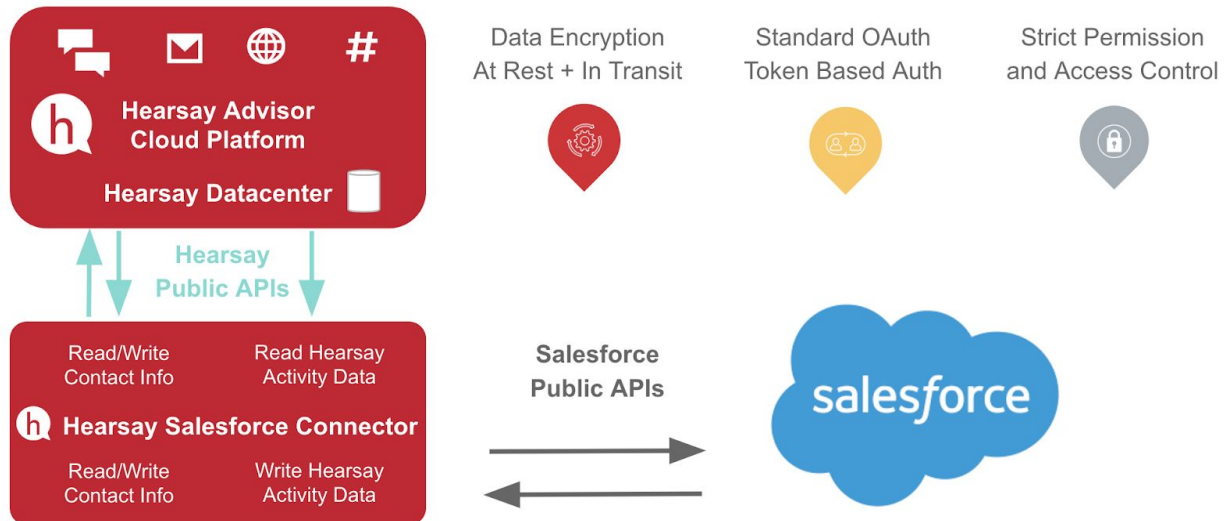 #
h
Hearsay Advisor
Cloud Platform
Hearsay Datacenter
Data Encryption
At Rest + In Transit
Standard OAuth
Token Based Auth
Strict Permission
and Access Control
Hearsay
Public APIs
Read/Write
Contact Info
Read Hearsay
Activity Data
h Hearsay Salesforce Connector
Read/Write
Contact Info
Write Hearsay
Activity Data
Salesforce
Public APIs
salesforce